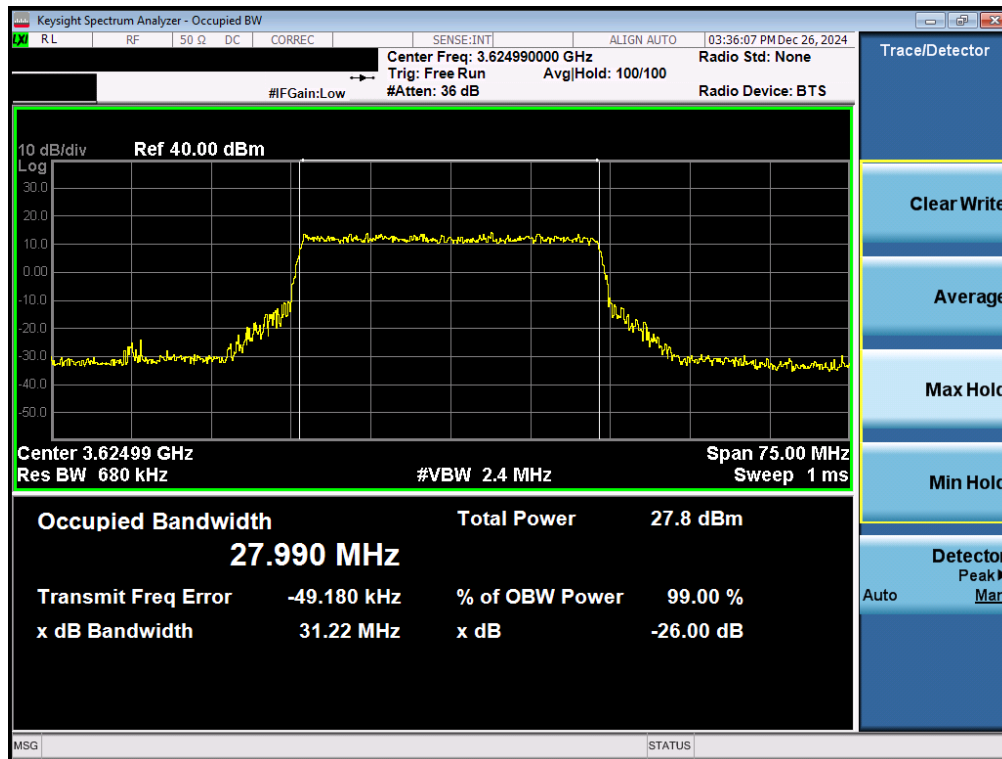 Keysight Spectrum Analyzer - Occupied BW
LXI RL RF 50 Ω DC CORREC SENSE:INT ALIGN AUTO 03:36:07 PM Dec 26, 2024
Center Freq: 3.624990000 GHz Radio Std: None
Trig: Free Run Avg|Hold: 100/100
#IFGain:Low #Atten: 36 dB Radio Device: BTS
10 dB/div Ref 40.00 dBm
Log
30.0
20.0
10.0
0.00
-10.0
-20.0
-30.0
-40.0
-50.0
Center 3.62499 GHz Span 75.00 MHz
Res BW 680 kHz #VBW 2.4 MHz Sweep 1 ms
Occupied Bandwidth Total Power 27.8 dBm
27.990 MHz
Transmit Freq Error -49.180 kHz % of OBW Power 99.00 %
x dB Bandwidth 31.22 MHz x dB -26.00 dB
MSG STATUS
Trace/Detector
Clear Write
Average
Max Hold
Min Hold
Detector
Peak
Auto Man